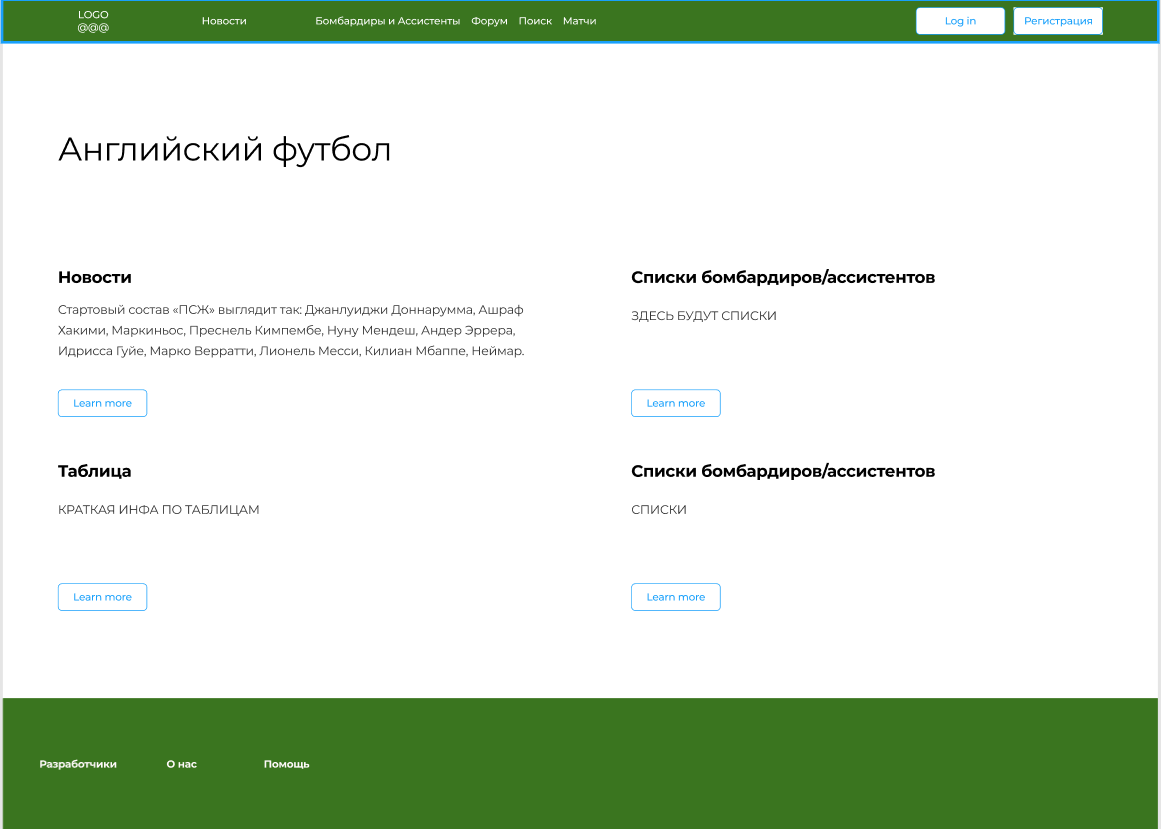 LOGO
@@@
Новости
Бомбардиры и Ассистенты
Форум
Поиск
Матчи
Log in
Регистрация
Английский футбол
Новости
Стартовый состав «ПСЖ» выглядит так: Джанлуиджи Доннарумма, Ашраф
Хакими, Маркиньос, Преснель Кимпембе, Нуну Мендеш, Андер Эррера,
Идрисса Гуйе, Марко Верратти, Лионель Месси, Килиан Мбаппе, Неймар.
Learn more
Списки бомбардиров/ассистентов
ЗДЕСЬ БУДУТ СПИСКИ
Learn more
Таблица
КРАТКАЯ ИНФА ПО ТАБЛИЦАМ
Learn more
Списки бомбардиров/ассистентов
СПИСКИ
Learn more
Разработчики
О нас
Помощь